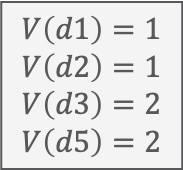 V(d1) = 1
V(d2) = 1
V(d3) = 2
V(d5) = 2